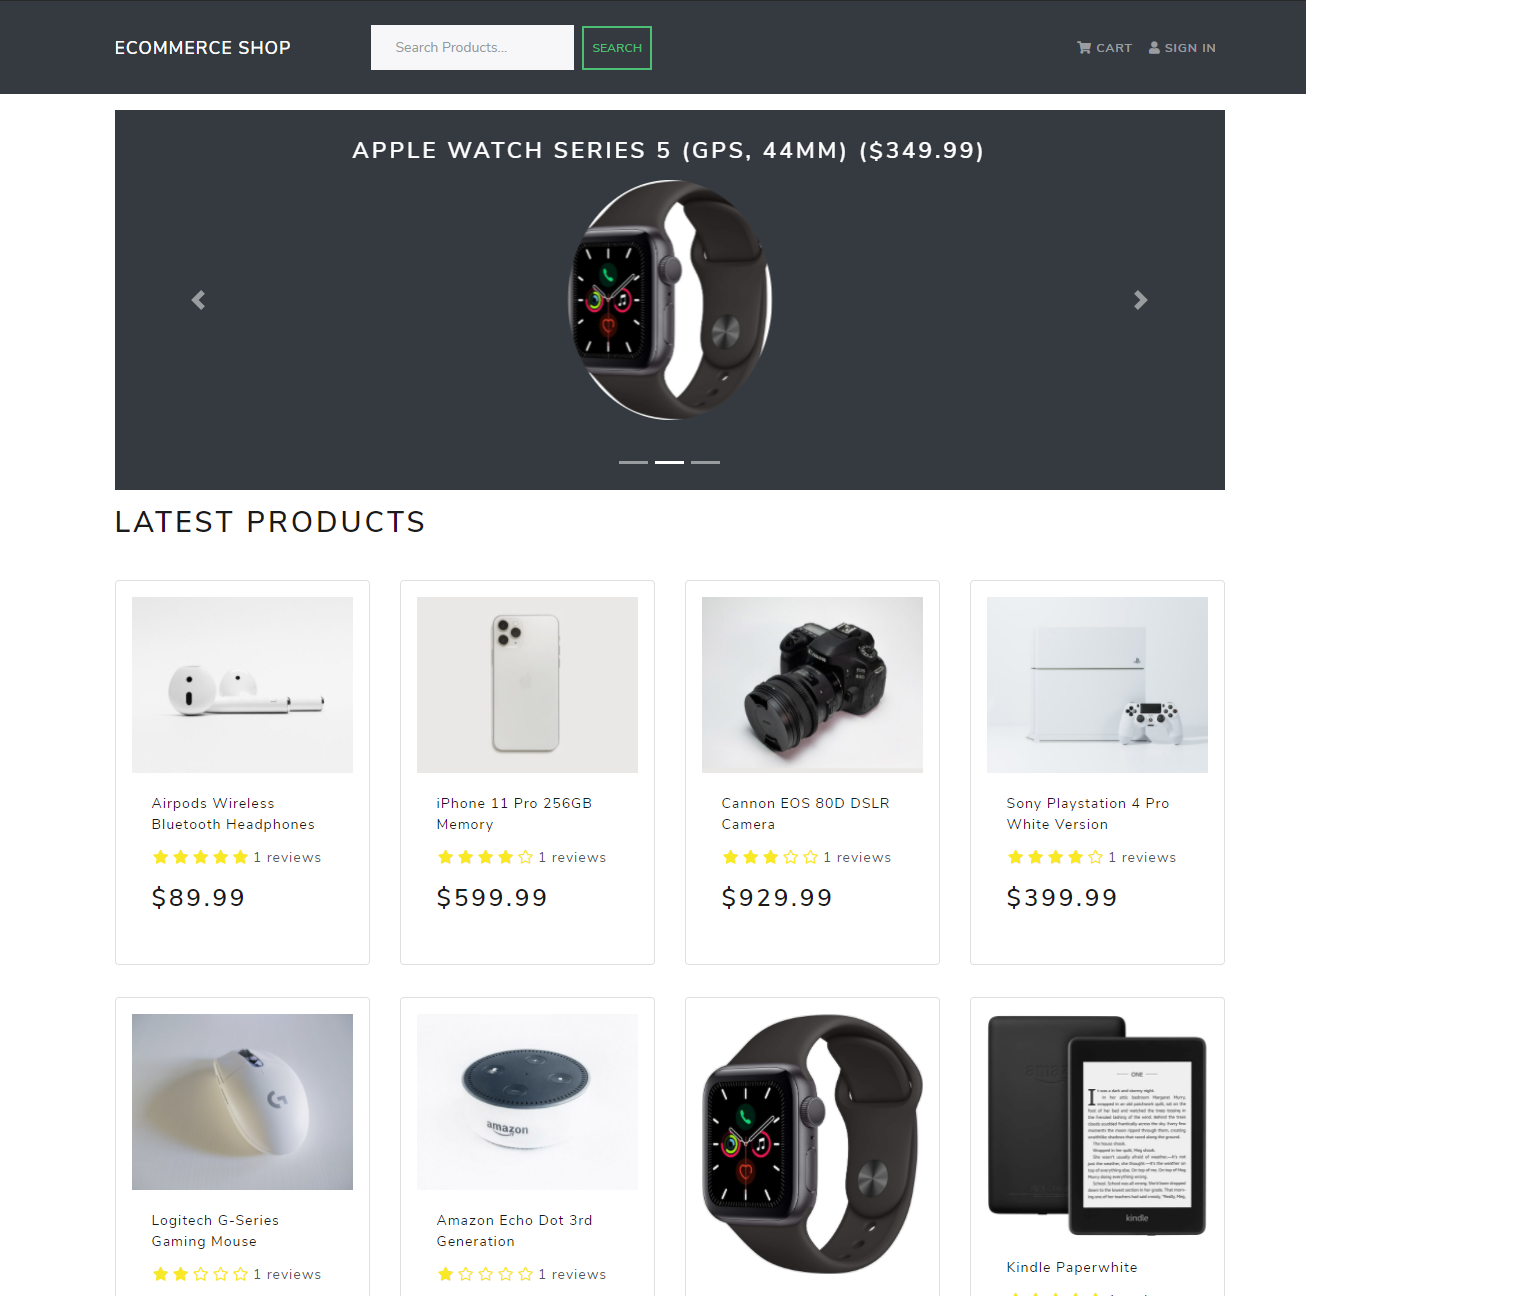 ECOMMERCE SHOP
Search Products...
SEARCH
CART
SIGN IN
APPLE WATCH SERIES 5 (GPS, 44MM) ($349.99)
LATEST PRODUCTS
Airpods Wireless
Bluetooth Headphones
1 reviews
$89.99
iPhone 11 Pro 256GB
Memory
1 reviews
$599.99
Cannon EOS 80D DSLR
Camera
1 reviews
$929.99
Sony Playstation 4 Pro
White Version
1 reviews
$399.99
Logitech G-Series
Gaming Mouse
1 reviews
amazon
Amazon Echo Dot 3rd
Generation
1 reviews
ONE
kindle
Kindle Paperwhite